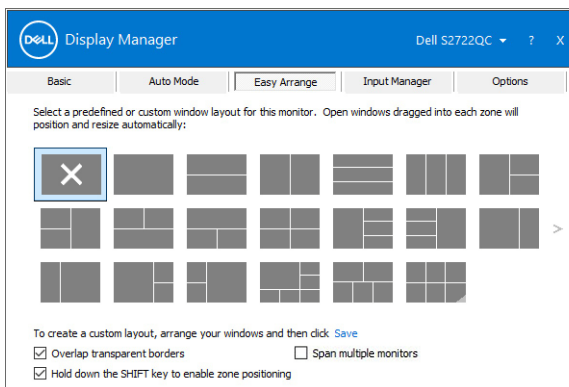 DELL Display Manager Dell S2722QC ? X
Basic Auto Mode Easy Arrange Input Manager Options
Select a predefined or custom window layout for this monitor. Open windows dragged into each zone will
position and resize automatically:
>
To create a custom layout, arrange your windows and then click Save
Overlap transparent borders Span multiple monitors
Hold down the SHIFT key to enable zone positioning